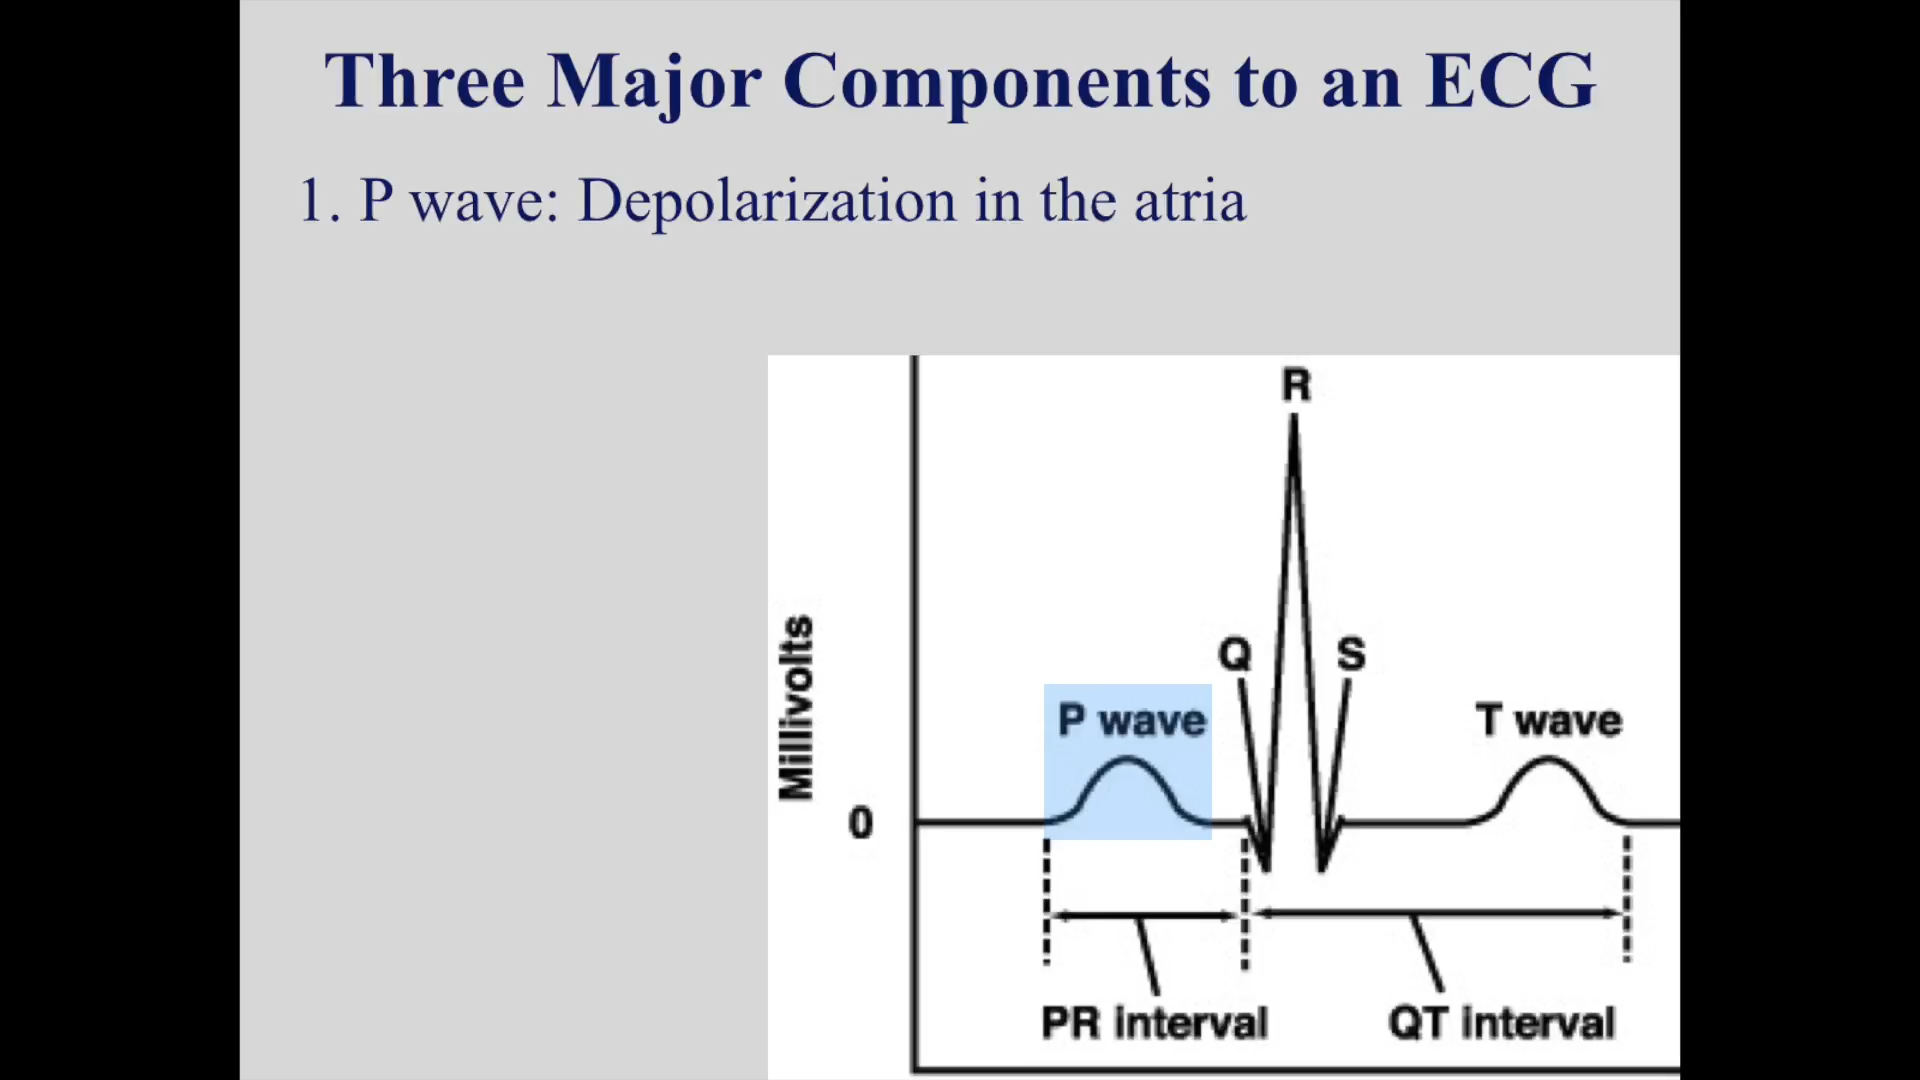 Three Major Components to an ECG
1. P wave: Depolarization in the atria
R
Q
S
P wave
T wave
Millivolts
0
PR interval
QT interval